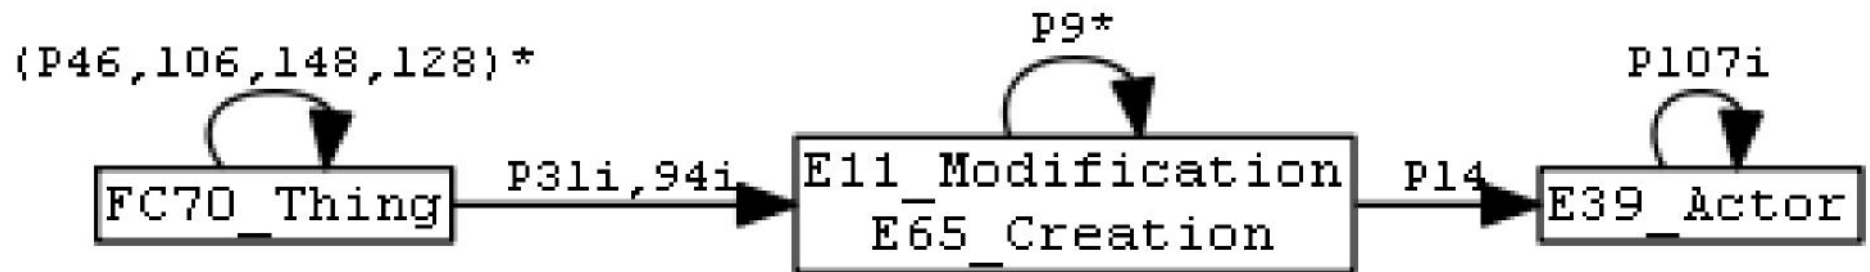 P9*
(P46,106,148,128)*
P107i
P31i,94i
E11_Modification
P14
FC70_Thing
E39_Actor
E65_Creation